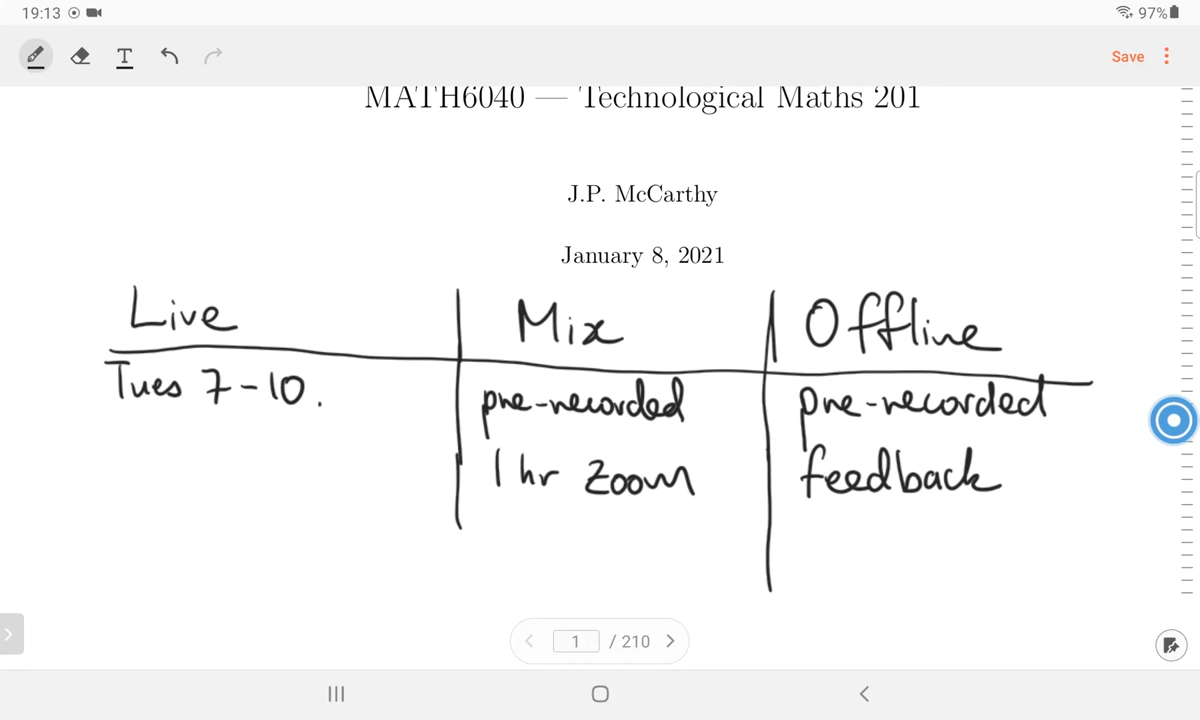 19:13 97%
T Save
MATH6040 — Technological Maths 201
J.P. McCarthy
January 8, 2021
Live Mix Offline
Tues 7-10. pre-recorded pre-recorded
1 hr Zoom feedback
1 / 210